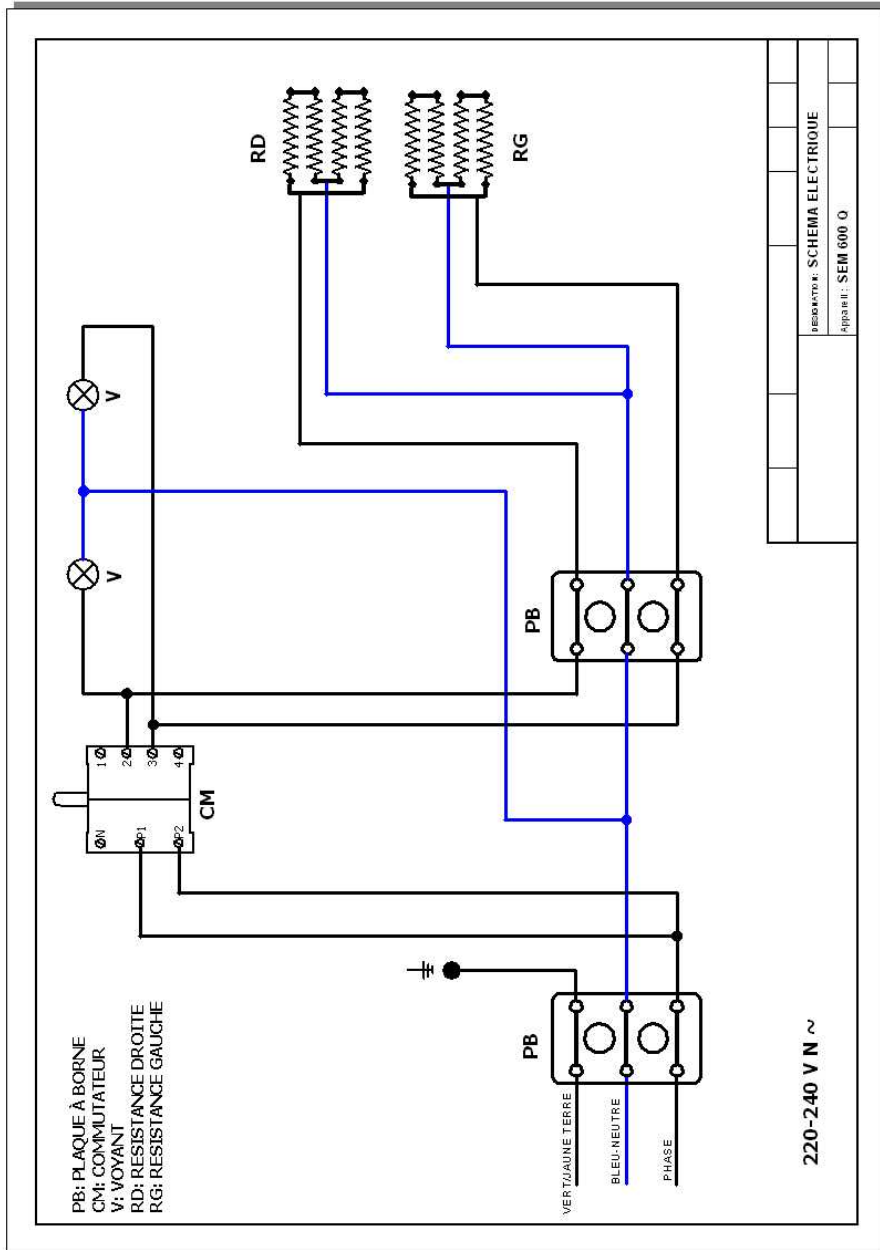 PB: PLAQUE À BORNE
CM: COMMUTATEUR
V: VOYANT
RD: RESISTANCE DROITE
RG: RESISTANCE GAUCHE
RD
RG
V
V
CM
N
P1
P2
1
2
3
4
PB
PB
VERT/JAUNE TERRE
BLEU-NEUTRE
PHASE
220-240 V N ~
DESIGNATION: SCHEMA ELECTRIQUE
Appareil: SEM 600 Q